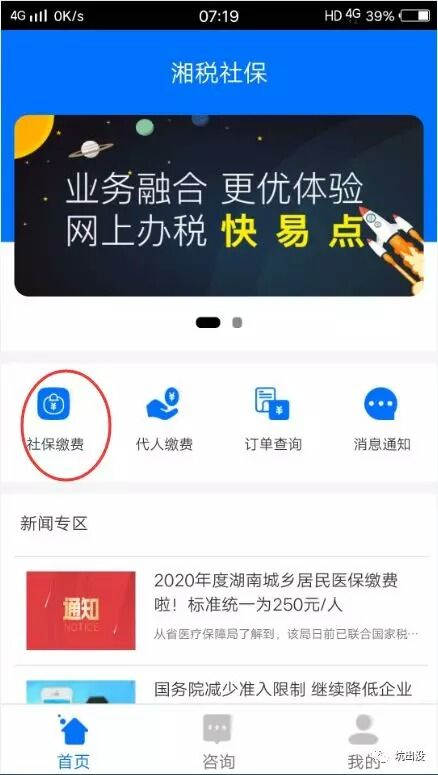 4G 0K/s 07:19 HD 4G 39%
湘税社保
业务融合 更优体验
网上办税 快易点
社保缴费 代人缴费 订单查询 消息通知
新闻专区
通知
NOTICE
2020年度湖南城乡居民医保缴费
啦！标准统一为250元/人
从省医疗保障局了解到，该局日前已联合国家税…
国务院减少准入限制 继续降低企业
首页 咨询 我的
坑出没